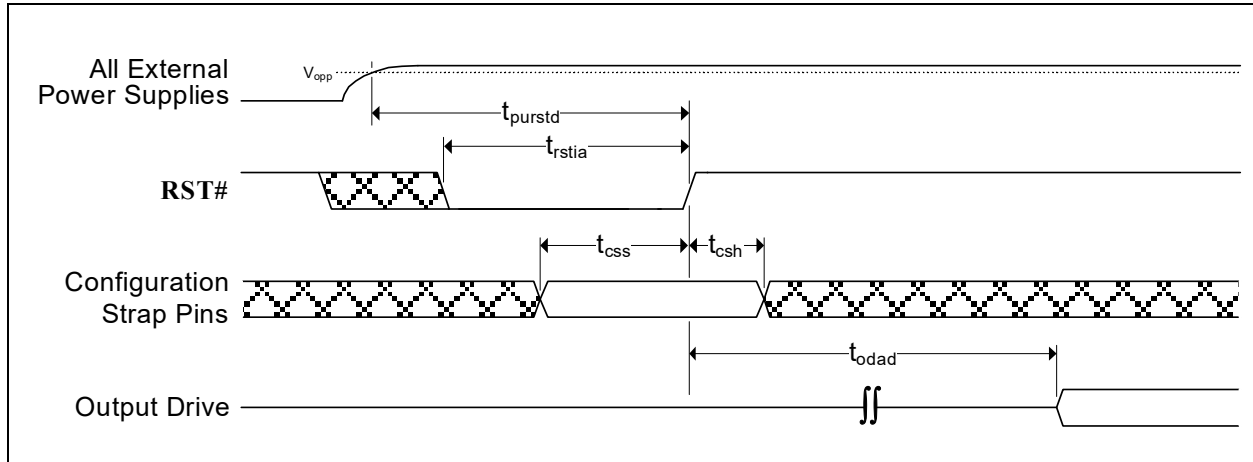 All External
Power Supplies
Vopp
tpurstd
trstia
RST#
tcss
tcsh
Configuration
Strap Pins
todad
Output Drive